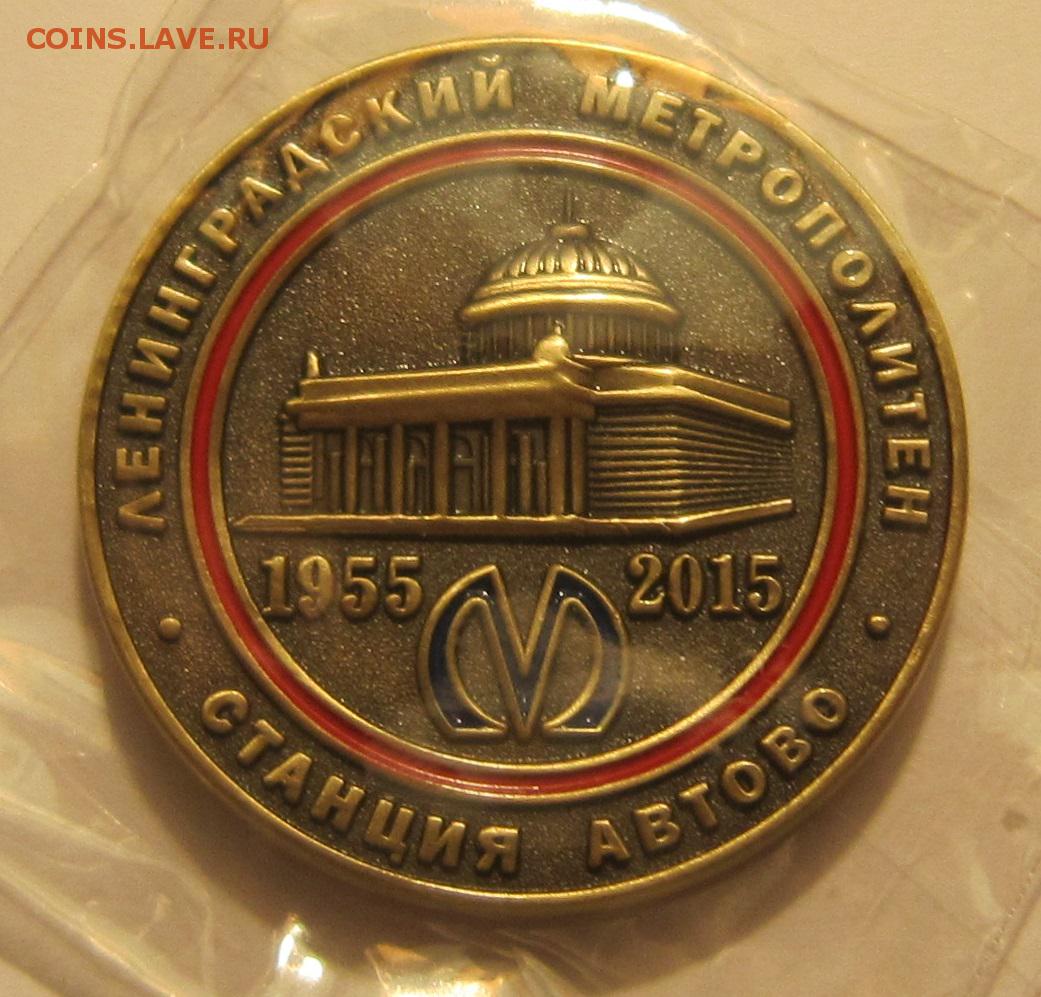 COINS.LAVE.RU
ЛЕНИНГРАДСКИЙ МЕТРОПОЛИТЕН
1955 2015
М
· СТАНЦИЯ АВТОВО ·